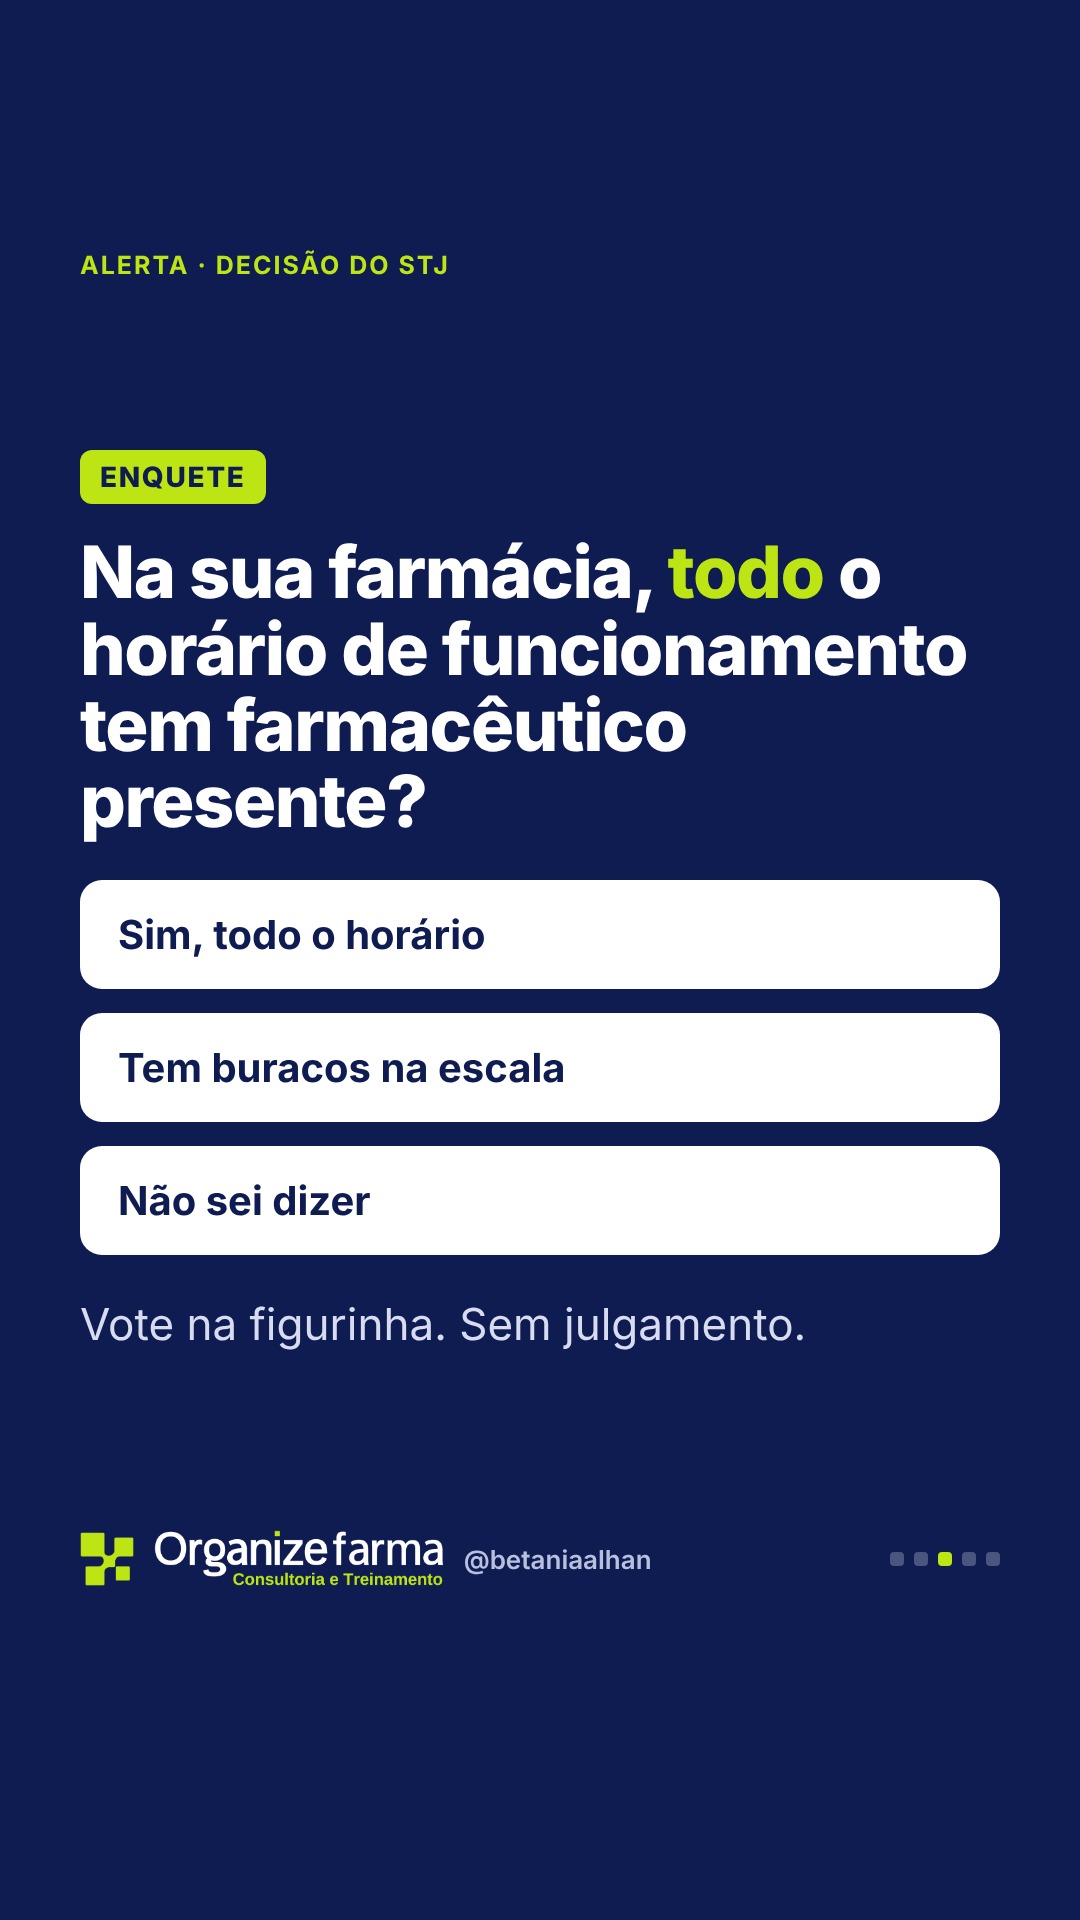 ALERTA · DECISÃO DO STJ
ENQUETE
Na sua farmácia, todo o
horário de funcionamento
tem farmacêutico
presente?
Sim, todo o horário
Tem buracos na escala
Não sei dizer
Vote na figurinha. Sem julgamento.
Organizefarma
Consultoria e Treinamento
@betaniaalhan